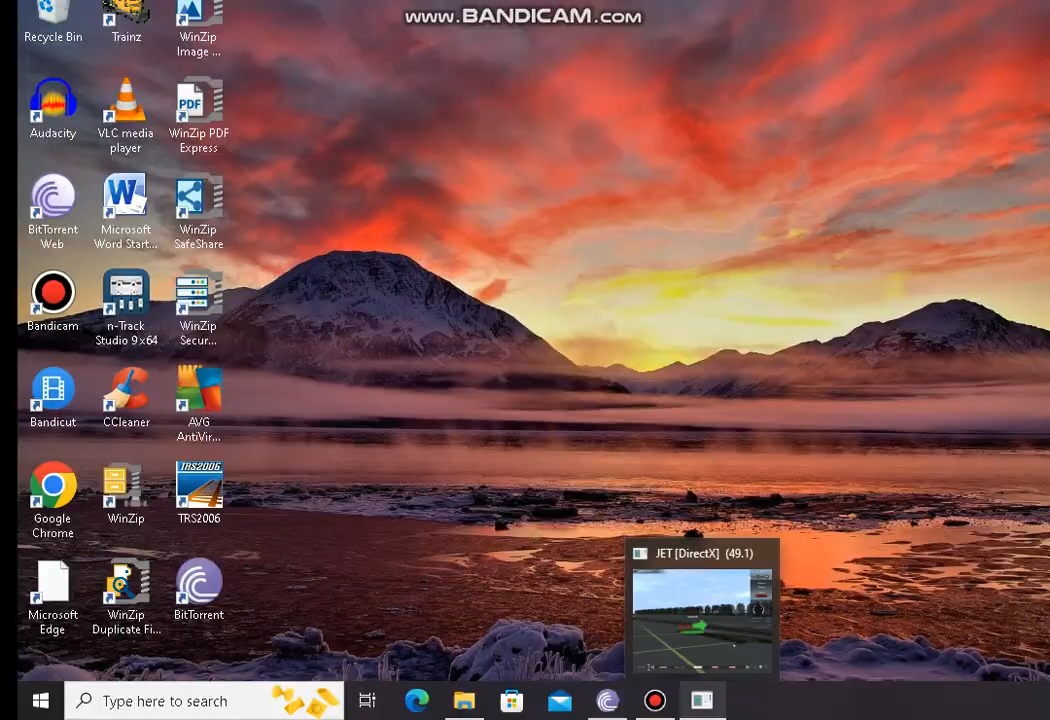 www.BANDICAM.com
Recycle Bin
Trainz
WinZip
Image ...
Audacity
VLC media
player
PDF
WinZip PDF
Express
BitTorrent
Web
W
Microsoft
Word Start...
WinZip
SafeShare
Bandicam
n-Track
Studio 9 x64
WinZip
Secur...
Bandicut
CCleaner
AVG
AntiVir...
Google
Chrome
WinZip
TRS2006
TRS2006
Microsoft
Edge
WinZip
Duplicate Fi...
BitTorrent
JET [DirectX] (49.1)
Type here to search